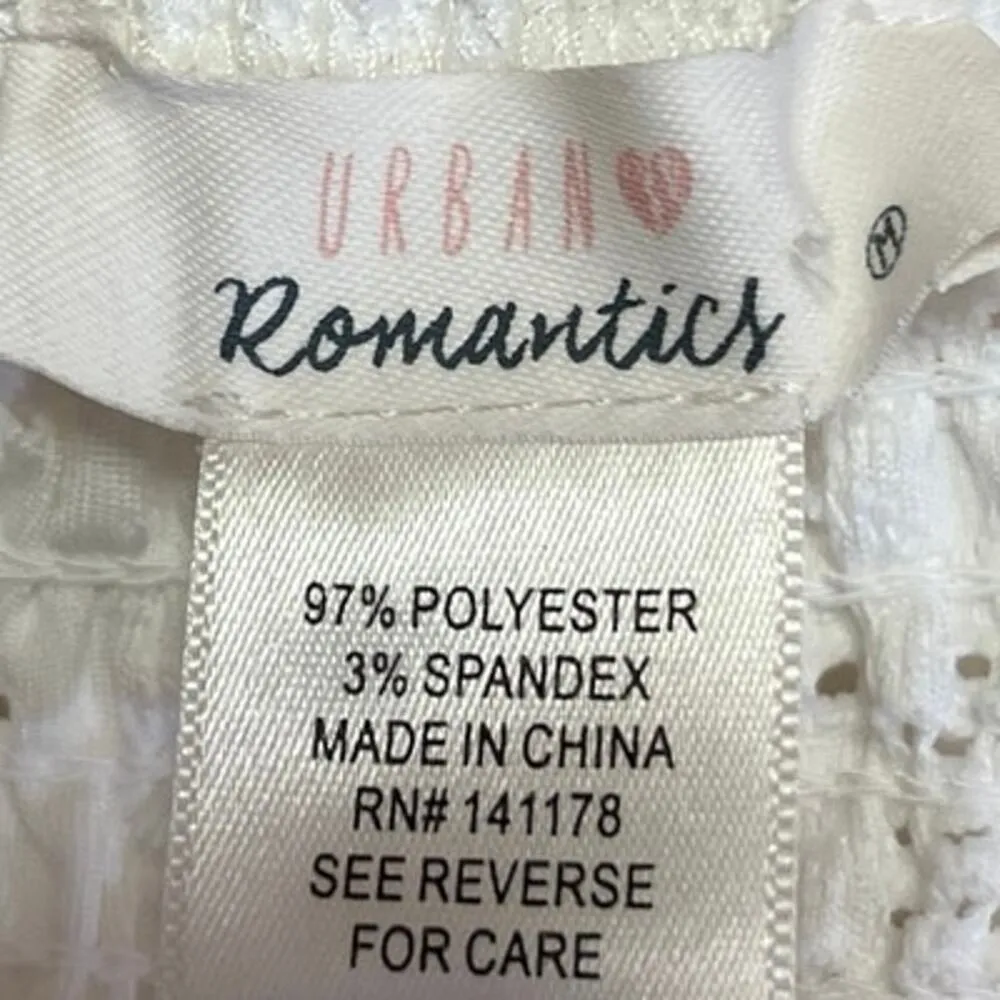 URBAN
Romantics
M
97% POLYESTER
3% SPANDEX
MADE IN CHINA
RN# 141178
SEE REVERSE
FOR CARE